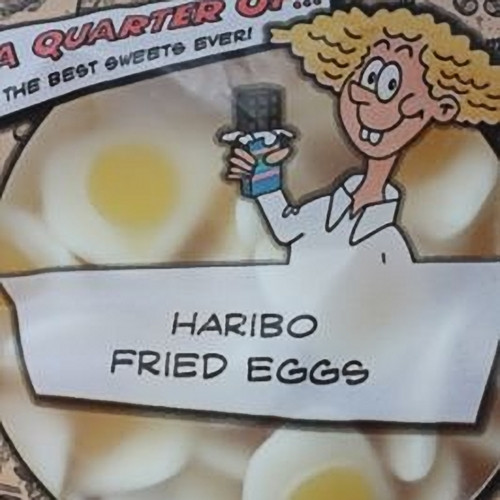 A QUARTER OF...
THE BEST SWEETS EVER!
HARIBO
FRIED EGGS